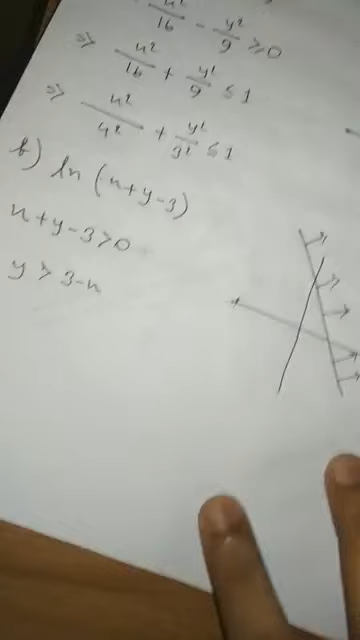 x²/16 - y²/9 ≥ 0
⇒ x²/16 + y²/9 ≤ 1
⇒ x²/4² + y²/3² ≤ 1
b) ln (x+y-3)
x+y-3>0
y > 3-x